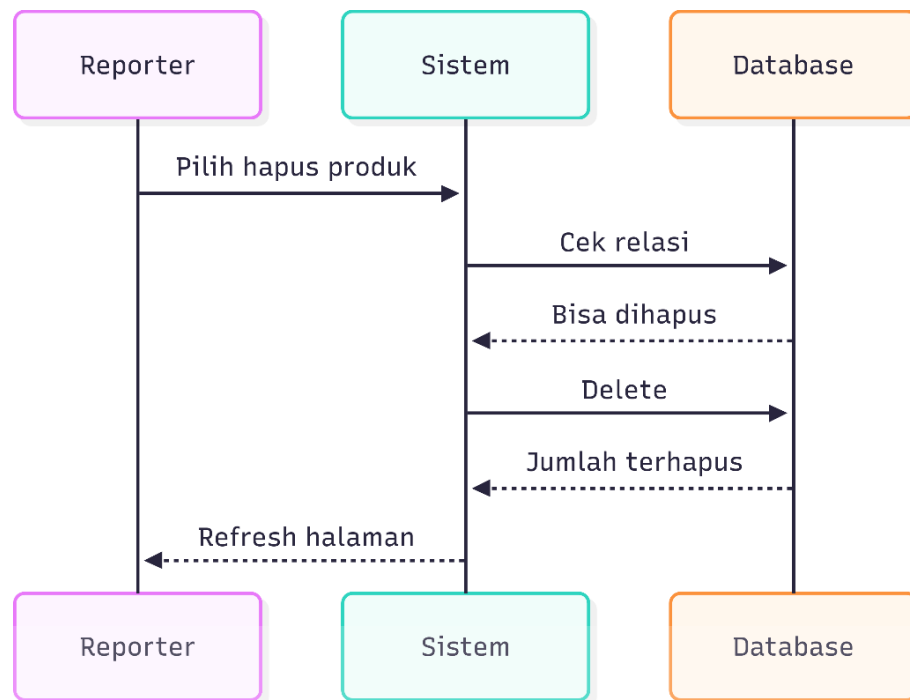 Reporter
Sistem
Database
Pilih hapus produk
Cek relasi
Bisa dihapus
Delete
Jumlah terhapus
Refresh halaman
Reporter
Sistem
Database